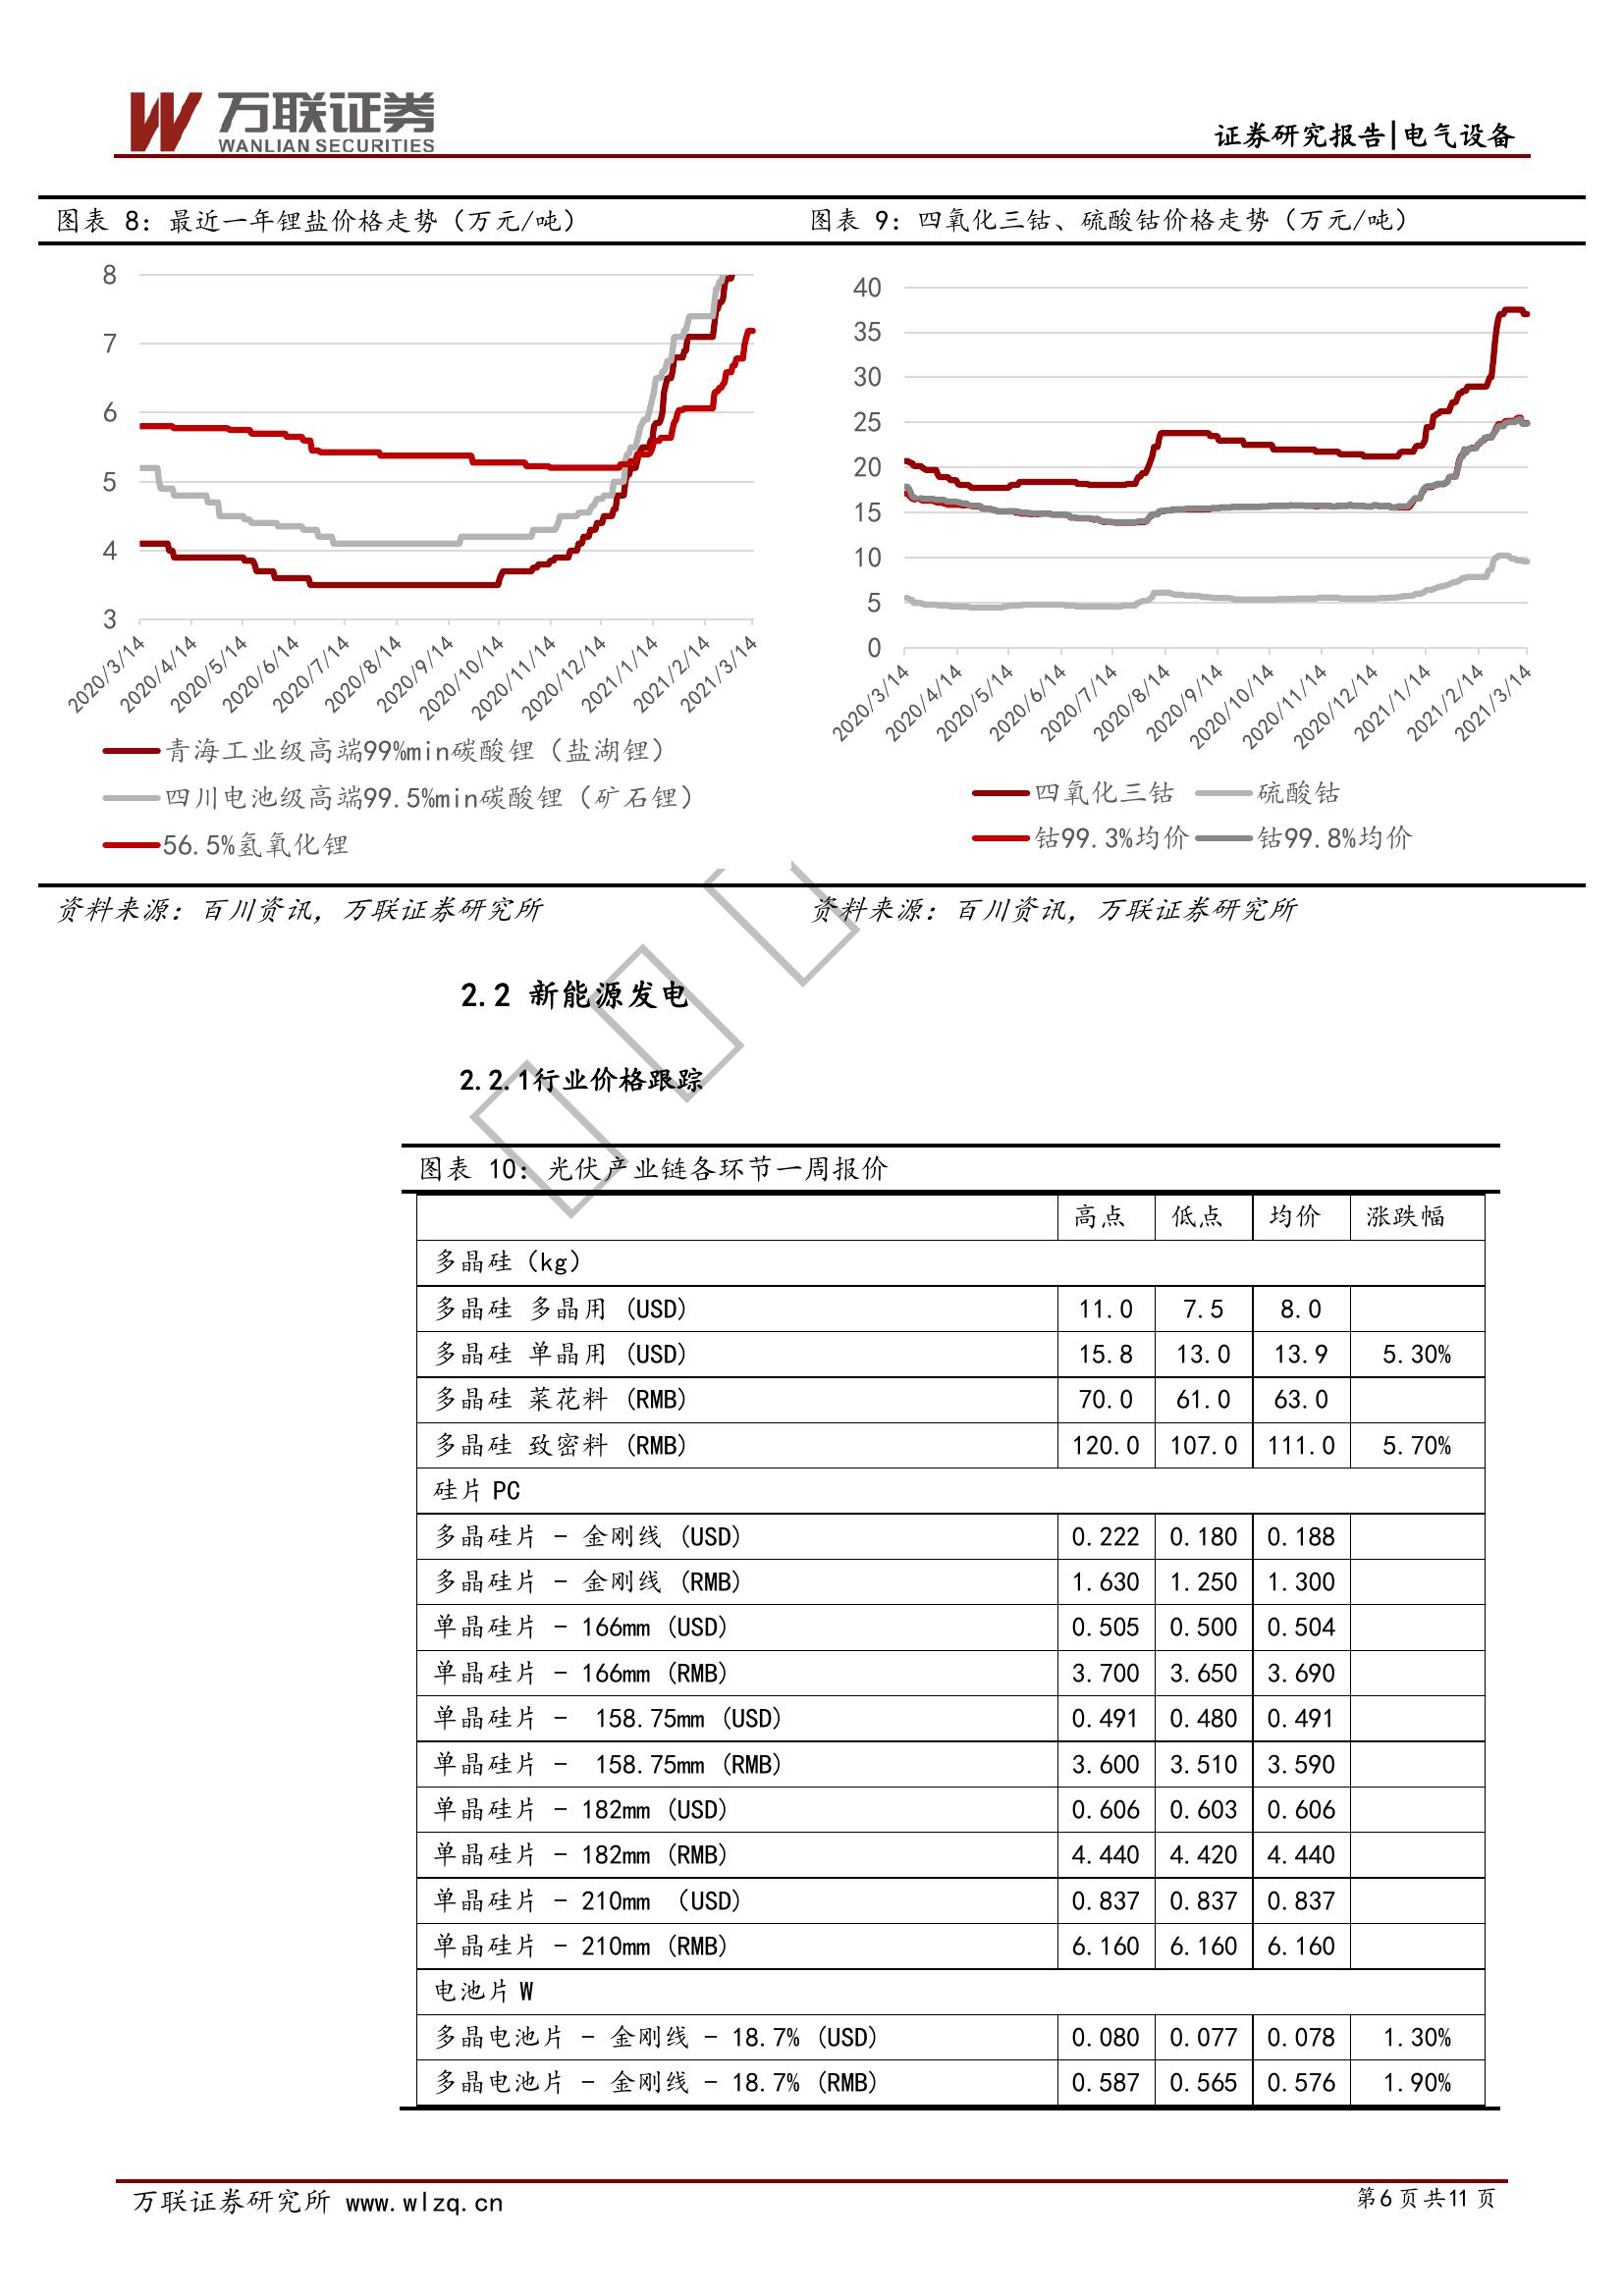 万联证券
WANLIAN SECURITIES
证券研究报告|电气设备
图表 8：最近一年锂盐价格走势（万元/吨）
8
7
6
5
4
3
2020/3/14 2020/4/14 2020/5/14 2020/6/14 2020/7/14 2020/8/14 2020/9/14 2020/10/14 2020/11/14 2020/12/14 2021/1/14 2021/2/14 2021/3/14
青海工业级高端99%min碳酸锂（盐湖锂）
四川电池级高端99.5%min碳酸锂（矿石锂）
56.5%氢氧化锂
资料来源：百川资讯，万联证券研究所
图表 9：四氧化三钴、硫酸钴价格走势（万元/吨）
40
35
30
25
20
15
10
5
0
2020/3/14 2020/4/14 2020/5/14 2020/6/14 2020/7/14 2020/8/14 2020/9/14 2020/10/14 2020/11/14 2020/12/14 2021/1/14 2021/2/14 2021/3/14
四氧化三钴 硫酸钴
钴99.3%均价 钴99.8%均价
资料来源：百川资讯，万联证券研究所
2.2 新能源发电
2.2.1行业价格跟踪
图表 10：光伏产业链各环节一周报价
高点 低点 均价 涨跌幅
多晶硅（kg）
多晶硅 多晶用 (USD) 11.0 7.5 8.0
多晶硅 单晶用 (USD) 15.8 13.0 13.9 5.30%
多晶硅 菜花料 (RMB) 70.0 61.0 63.0
多晶硅 致密料 (RMB) 120.0 107.0 111.0 5.70%
硅片 PC
多晶硅片 - 金刚线 (USD) 0.222 0.180 0.188
多晶硅片 - 金刚线 (RMB) 1.630 1.250 1.300
单晶硅片 - 166mm (USD) 0.505 0.500 0.504
单晶硅片 - 166mm (RMB) 3.700 3.650 3.690
单晶硅片 - 158.75mm (USD) 0.491 0.480 0.491
单晶硅片 - 158.75mm (RMB) 3.600 3.510 3.590
单晶硅片 - 182mm (USD) 0.606 0.603 0.606
单晶硅片 - 182mm (RMB) 4.440 4.420 4.440
单晶硅片 - 210mm （USD) 0.837 0.837 0.837
单晶硅片 - 210mm (RMB) 6.160 6.160 6.160
电池片 W
多晶电池片 - 金刚线 - 18.7% (USD) 0.080 0.077 0.078 1.30%
多晶电池片 - 金刚线 - 18.7% (RMB) 0.587 0.565 0.576 1.90%
万联证券研究所 www.wlzq.cn
第6页共11页